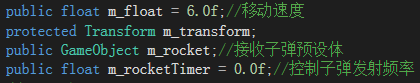 public float m_float = 6.0f;//移动速度
protected Transform m_transform;
public GameObject m_rocket;//接收子弹预设体
public float m_rocketTimer = 0.0f;//控制子弹发射频率